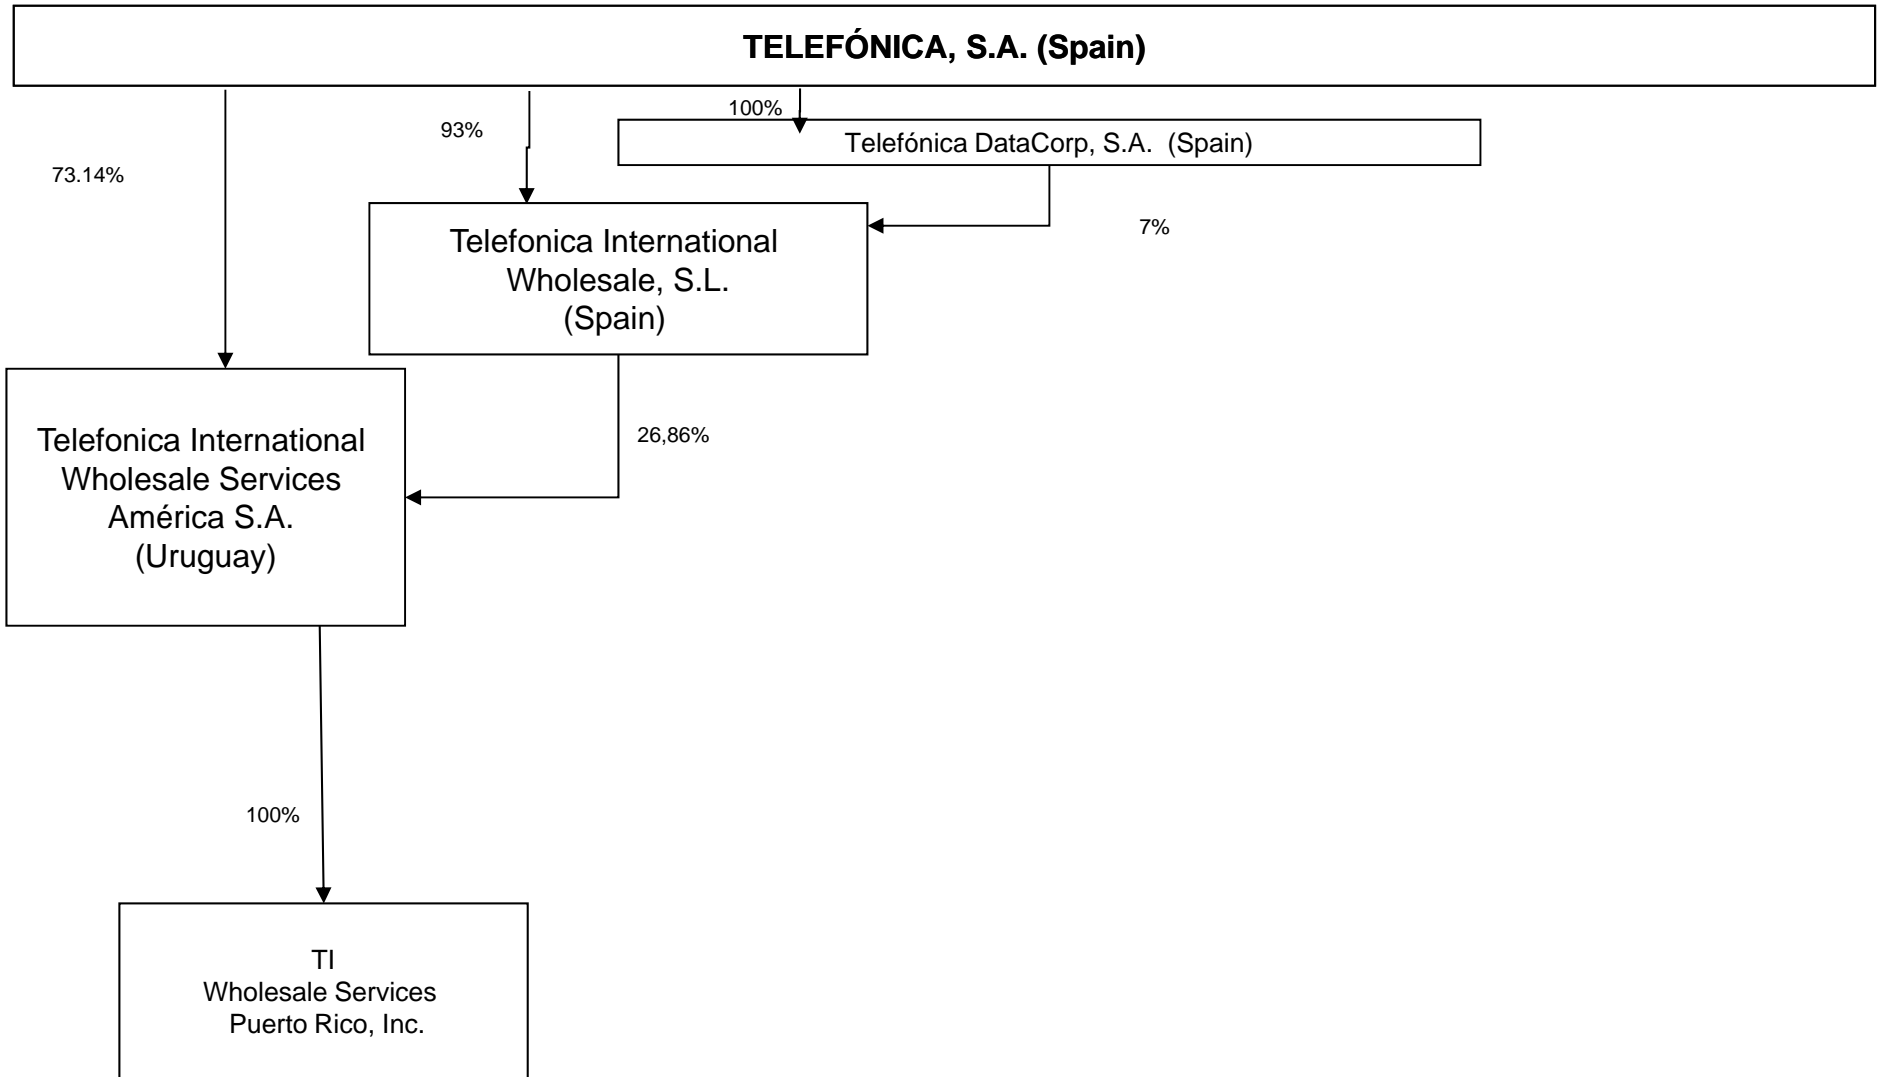 TELEFÓNICA, S.A. (Spain)
100%
93%
Telefónica DataCorp, S.A. (Spain)
73.14%
7%
Telefonica International
Wholesale, S.L.
(Spain)
26,86%
Telefonica International
Wholesale Services
América S.A.
(Uruguay)
100%
TI
Wholesale Services
Puerto Rico, Inc.